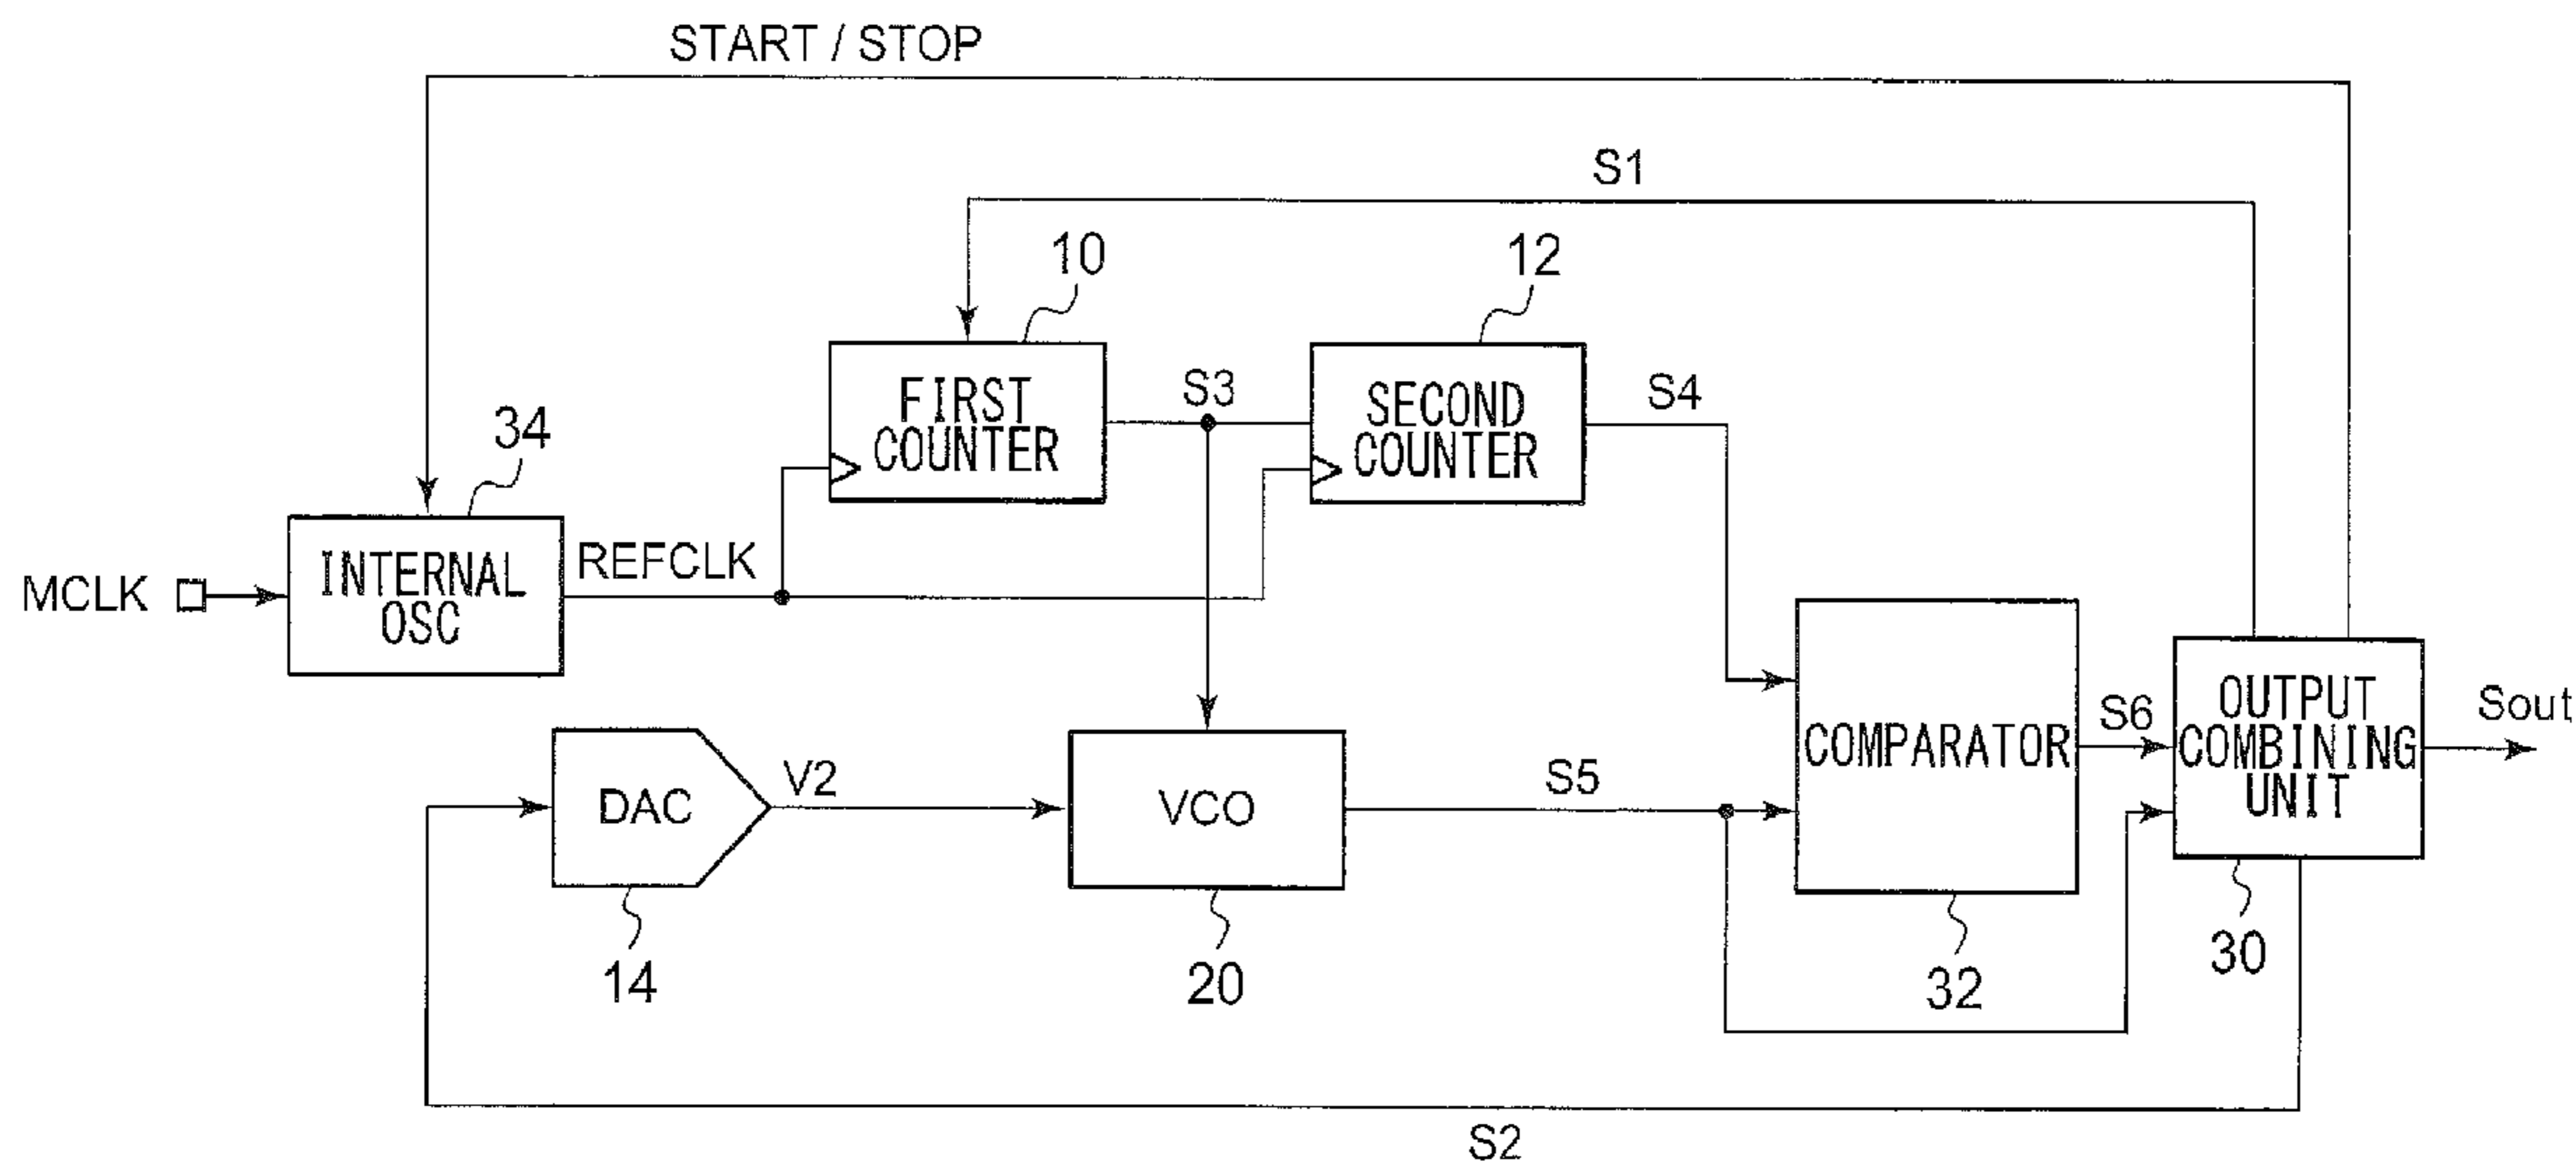 START / STOP
S1
10
12
FIRST
COUNTER
S3
SECOND
COUNTER
S4
34
MCLK
INTERNAL
OSC
REFCLK
COMPARATOR
S6
OUTPUT
COMBINING
UNIT
Sout
DAC
V2
VCO
S5
14
20
32
30
S2